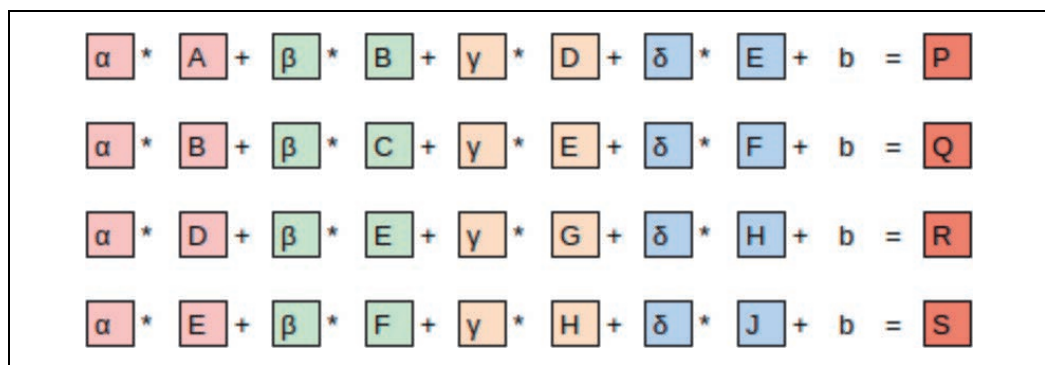 α * A + β * B + γ * D + δ * E + b = P
α * B + β * C + γ * E + δ * F + b = Q
α * D + β * E + γ * G + δ * H + b = R
α * E + β * F + γ * H + δ * J + b = S